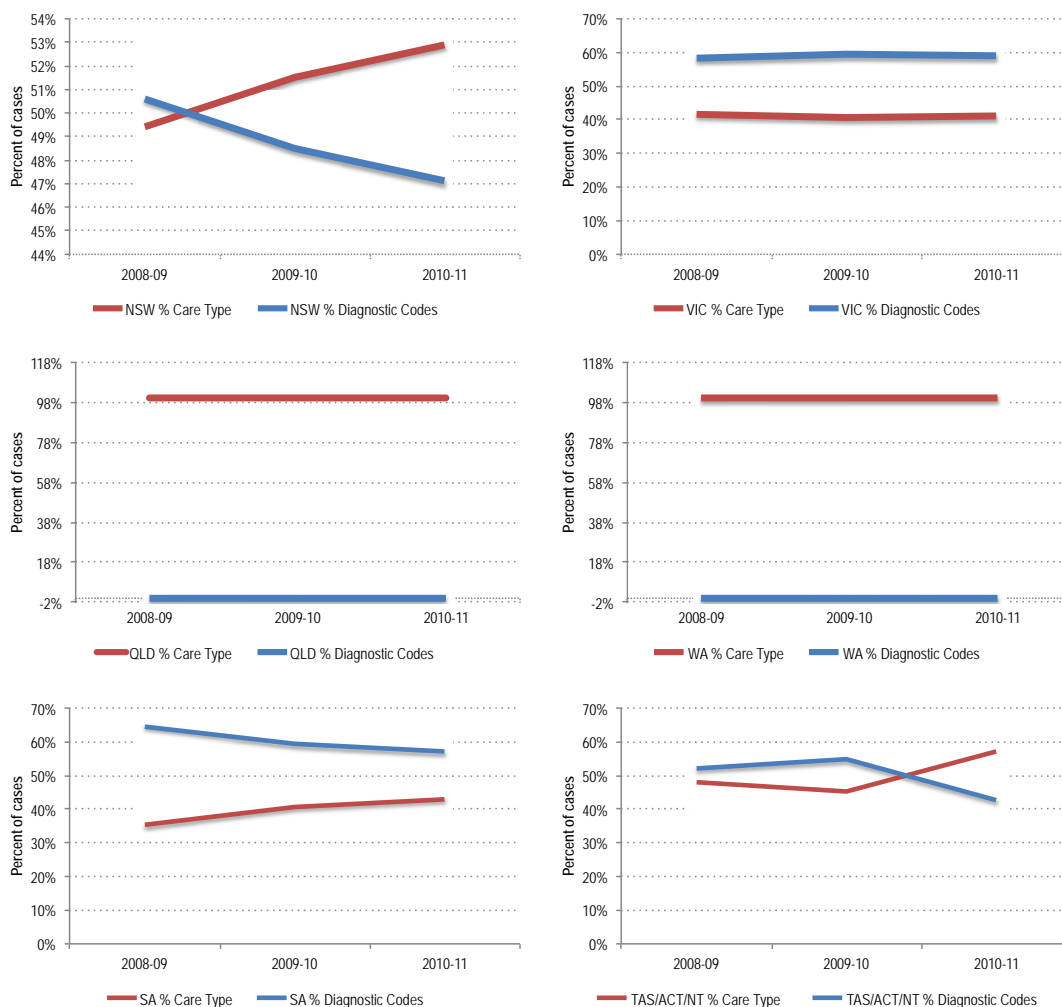 Percent of cases
54%
53%
52%
51%
50%
49%
48%
47%
46%
45%
44%
2008-09 2009-10 2010-11
NSW % Care Type NSW % Diagnostic Codes
Percent of cases
70%
60%
50%
40%
30%
20%
10%
0%
2008-09 2009-10 2010-11
VIC % Care Type VIC % Diagnostic Codes
Percent of cases
118%
98%
78%
58%
38%
18%
-2%
2008-09 2009-10 2010-11
QLD % Care Type QLD % Diagnostic Codes
Percent of cases
118%
98%
78%
58%
38%
18%
-2%
2008-09 2009-10 2010-11
WA % Care Type WA % Diagnostic Codes
Percent of cases
70%
60%
50%
40%
30%
20%
10%
0%
2008-09 2009-10 2010-11
SA % Care Type SA % Diagnostic Codes
Percent of cases
70%
60%
50%
40%
30%
20%
10%
0%
2008-09 2009-10 2010-11
TAS/ACT/NT % Care Type TAS/ACT/NT % Diagnostic Codes